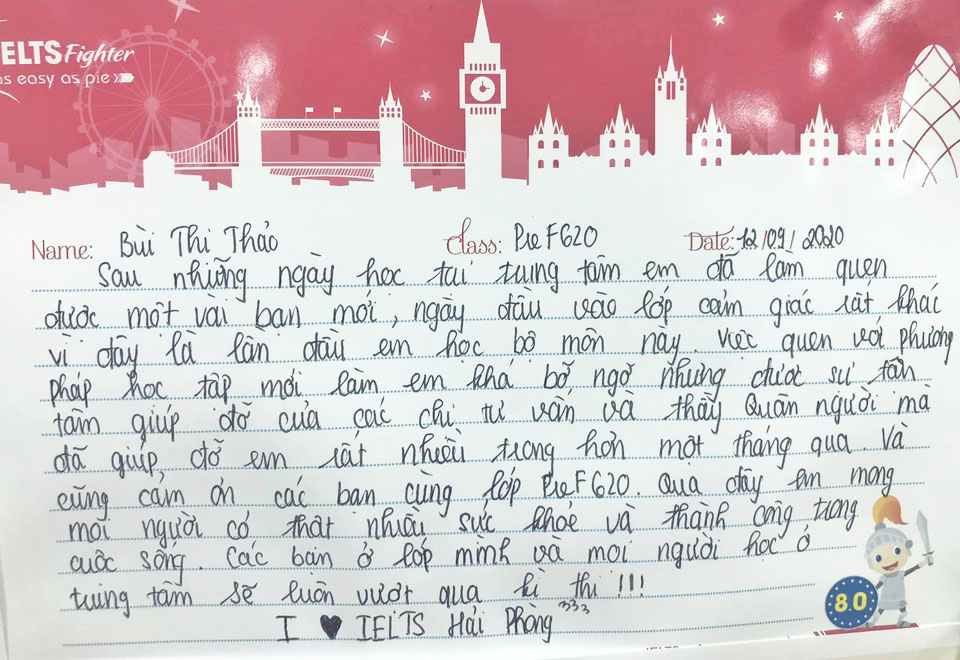 IELTS Fighter
as easy as pie
Name: Bùi Thi Thảo Class: Pre F620 Date: 12/09/2020
Sau những ngày học tại trung tâm em đã làm quen
được một vài bạn mới, ngày đầu vào lớp cảm giác rất khác
vì đây là lần đầu em học bộ môn này. Việc quen với phương
pháp học tập mới làm em khá bỡ ngỡ nhưng được sự tận
tâm giúp đỡ của các chị tư vấn và thầy Quân người mà
đã giúp đỡ em rất nhiều trong hơn một tháng qua. Và
cũng cảm ơn các bạn cùng lớp Pre F620. Qua đây em mong
mọi người có thật nhiều sức khỏe và thành công trong
cuộc sống. Các bạn ở lớp mình và mọi người học ở
trung tâm sẽ luôn vượt qua kì thi !!!
I ♥ IELTS Hải Phòng
333
8.0